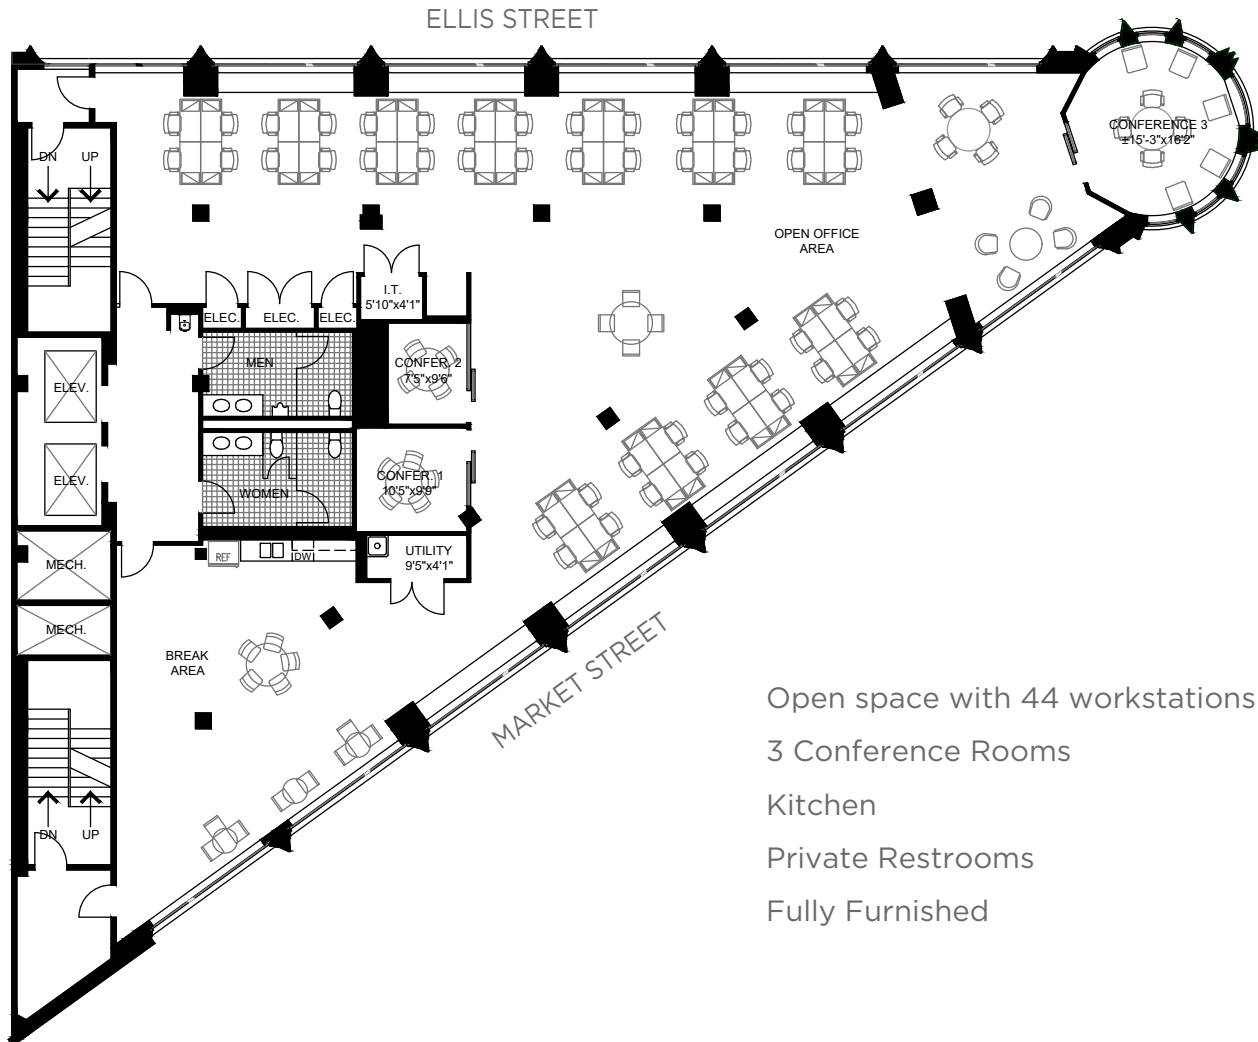 ELLIS STREET
CONFERENCE 3
±15'-3"x16'2"
DN
UP
OPEN OFFICE
AREA
I.T.
5'10"x4'1"
ELEC.
ELEC.
ELEC.
MEN
CONFER. 2
7'5"x9'6"
ELEV.
ELEV.
CONFER. 1
10'5"x9'9"
WOMEN
MECH.
REF
DW
UTILITY
9'5"x4'1"
MECH.
BREAK
AREA
MARKET STREET
DN
UP
Open space with 44 workstations
3 Conference Rooms
Kitchen
Private Restrooms
Fully Furnished